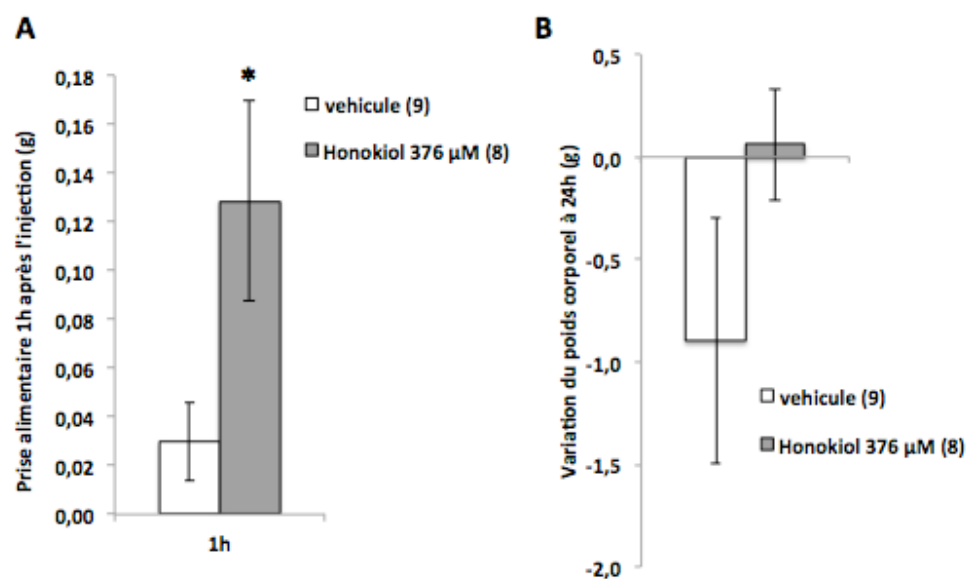 A
Prise alimentaire 1h après l'injection (g)
0,18
0,16
0,14
0,12
0,10
0,08
0,06
0,04
0,02
0,00
*
vehicule (9)
Honokiol 376 µM (8)
1h
B
Variation du poids corporel à 24h (g)
0,5
0,0
-0,5
-1,0
-1,5
-2,0
vehicule (9)
Honokiol 376 µM (8)